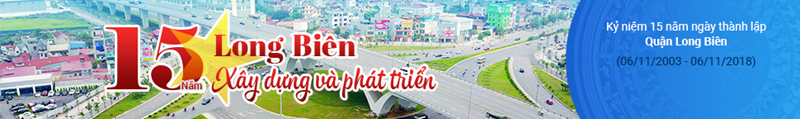 15
Năm
Long Biên
Xây dựng và phát triển
Kỷ niệm 15 năm ngày thành lập
Quận Long Biên
(06/11/2003 - 06/11/2018)